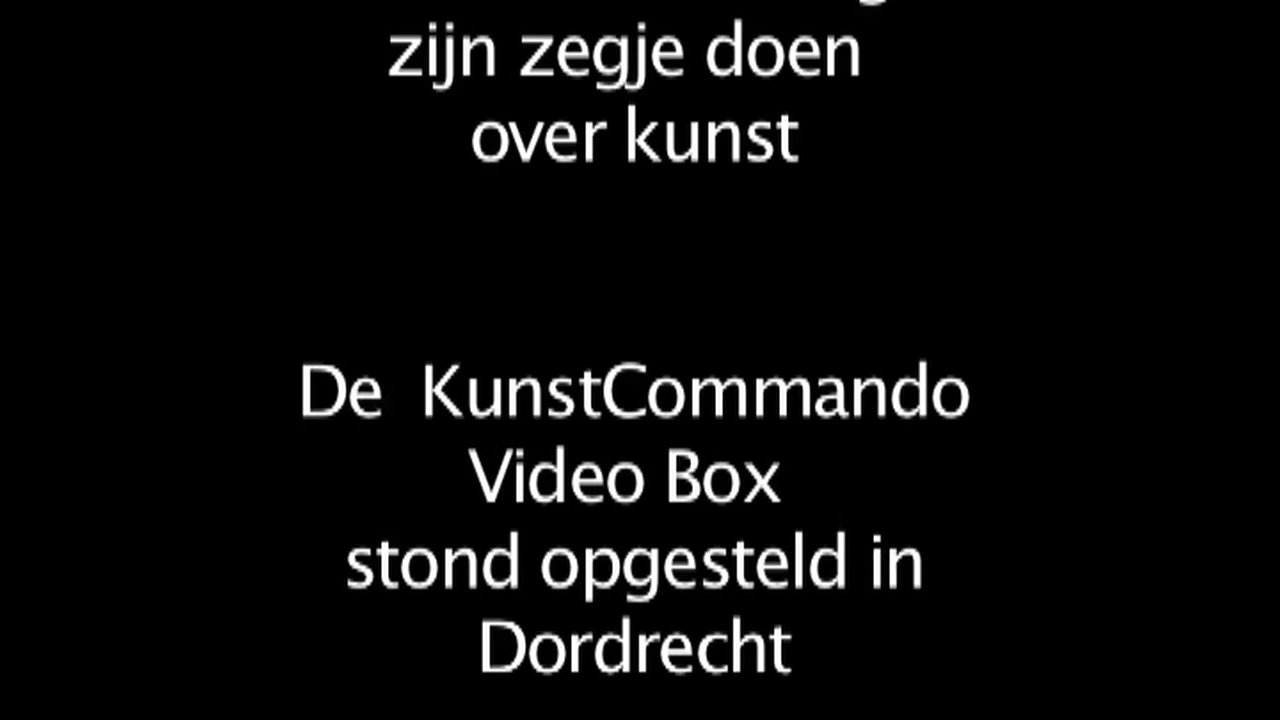 zijn zegje doen
over kunst
De KunstCommando
Video Box
stond opgesteld in
Dordrecht